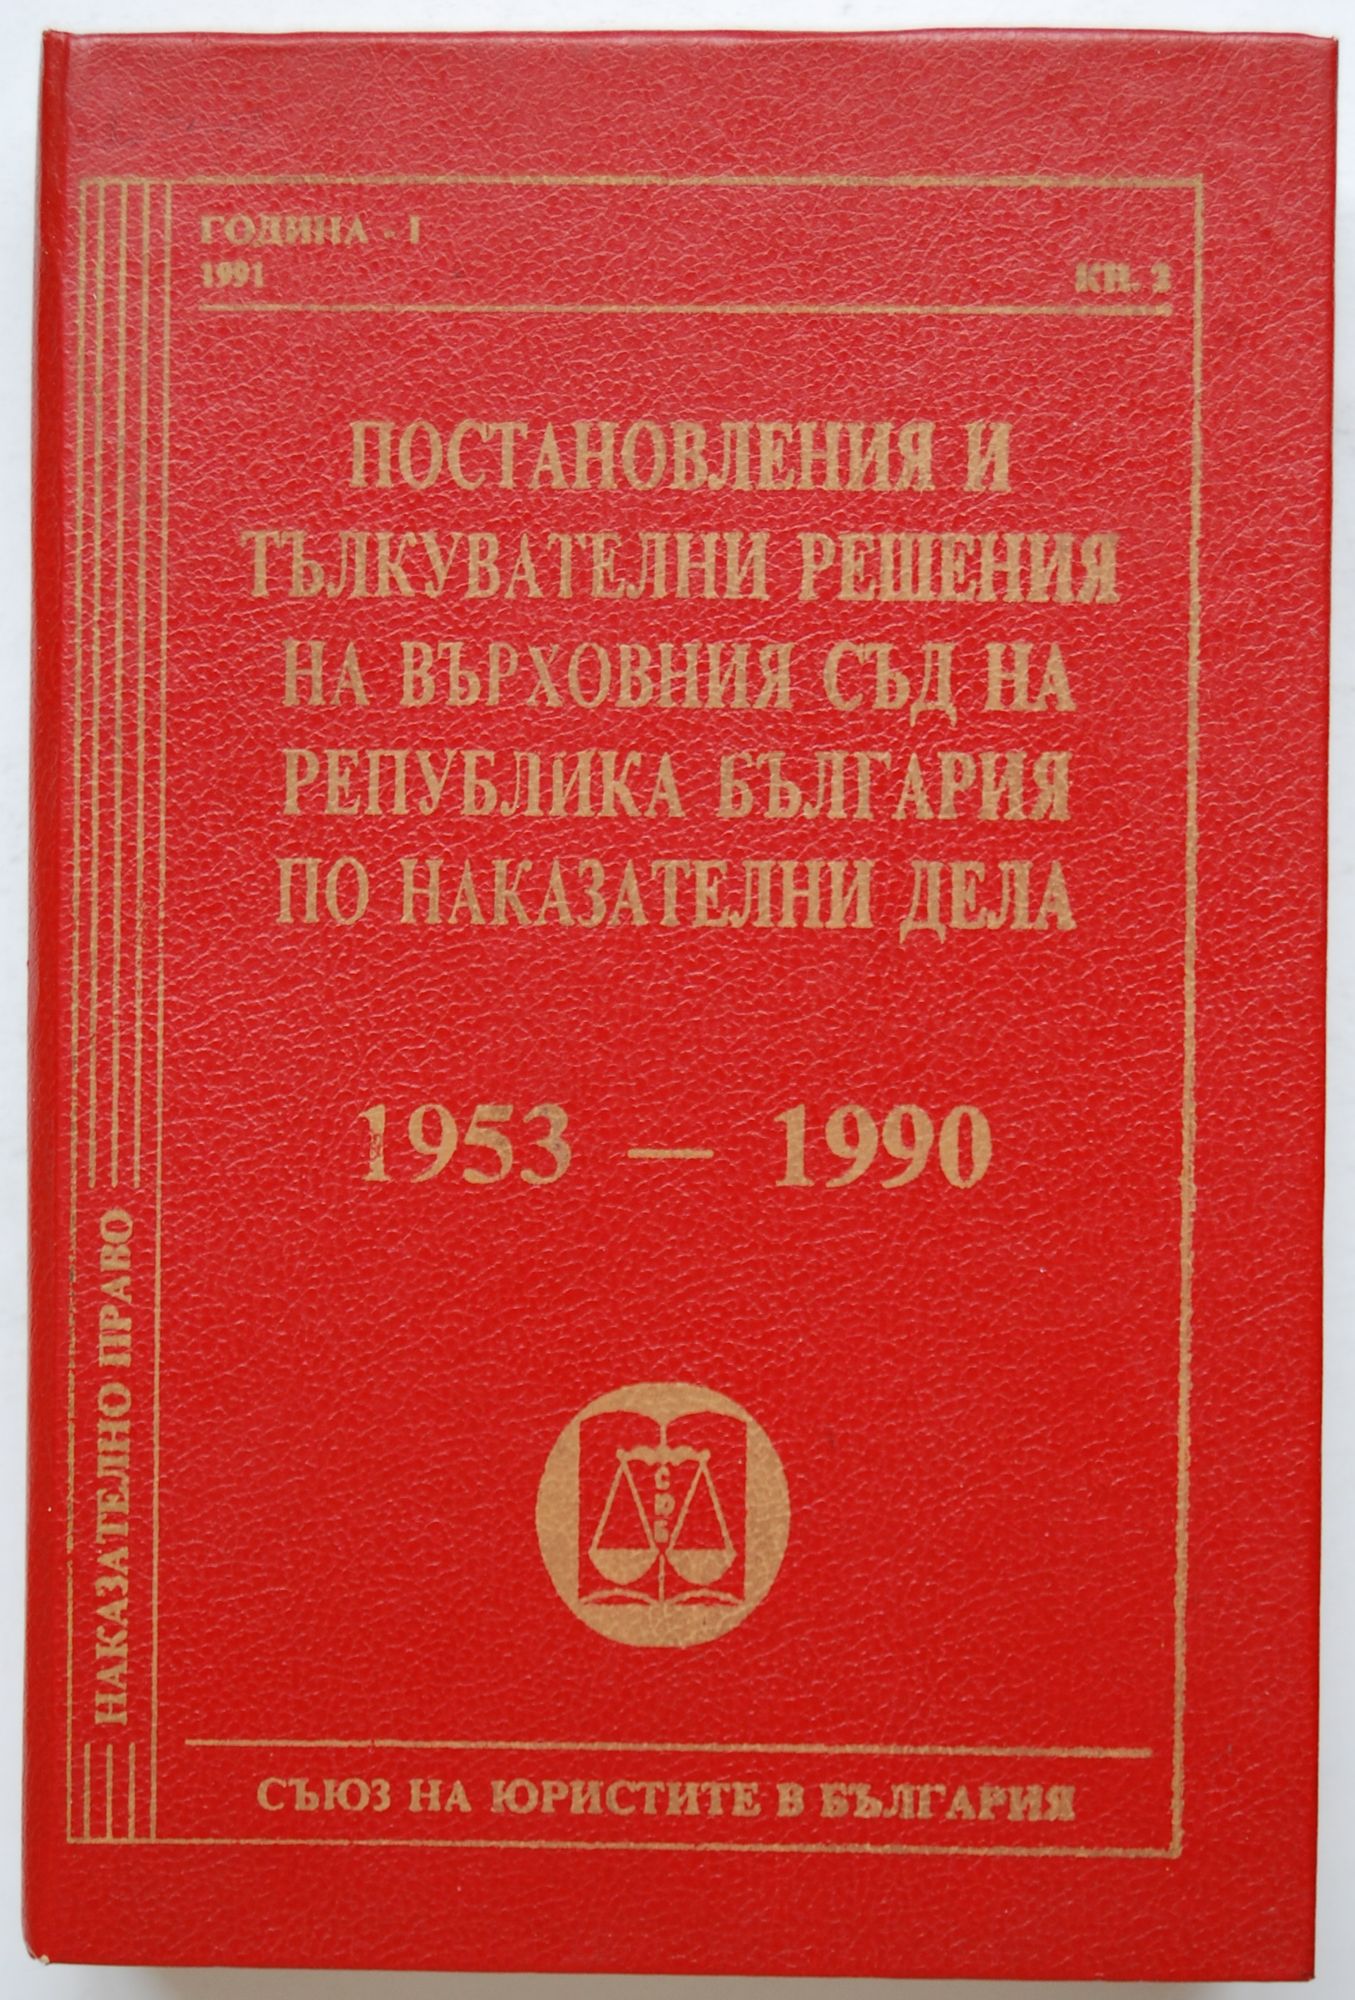 ГОДИНА - I
1991
КН. 2
ПОСТАНОВЛЕНИЯ И
ТЪЛКУВАТЕЛНИ РЕШЕНИЯ
НА ВЪРХОВНИЯ СЪД НА
РЕПУБЛИКА БЪЛГАРИЯ
ПО НАКАЗАТЕЛНИ ДЕЛА
1953 — 1990
НАКАЗАТЕЛНО ПРАВО
С
Ю
Б
СЪЮЗ НА ЮРИСТИТЕ В БЪЛГАРИЯ